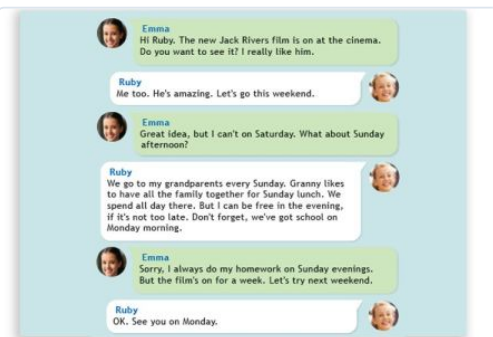 Emma
Hi Ruby. The new Jack Rivers film is on at the cinema.
Do you want to see it? I really like him.
Ruby
Me too. He's amazing. Let's go this weekend.
Emma
Great idea, but I can't on Saturday. What about Sunday
afternoon?
Ruby
We go to my grandparents every Sunday. Granny likes
to have all the family together for Sunday lunch. We
spend all day there. But I can be free in the evening,
if it's not too late. Don't forget, we've got school on
Monday morning.
Emma
Sorry, I always do my homework on Sunday evenings.
But the film's on for a week. Let's try next weekend.
Ruby
OK. See you on Monday.